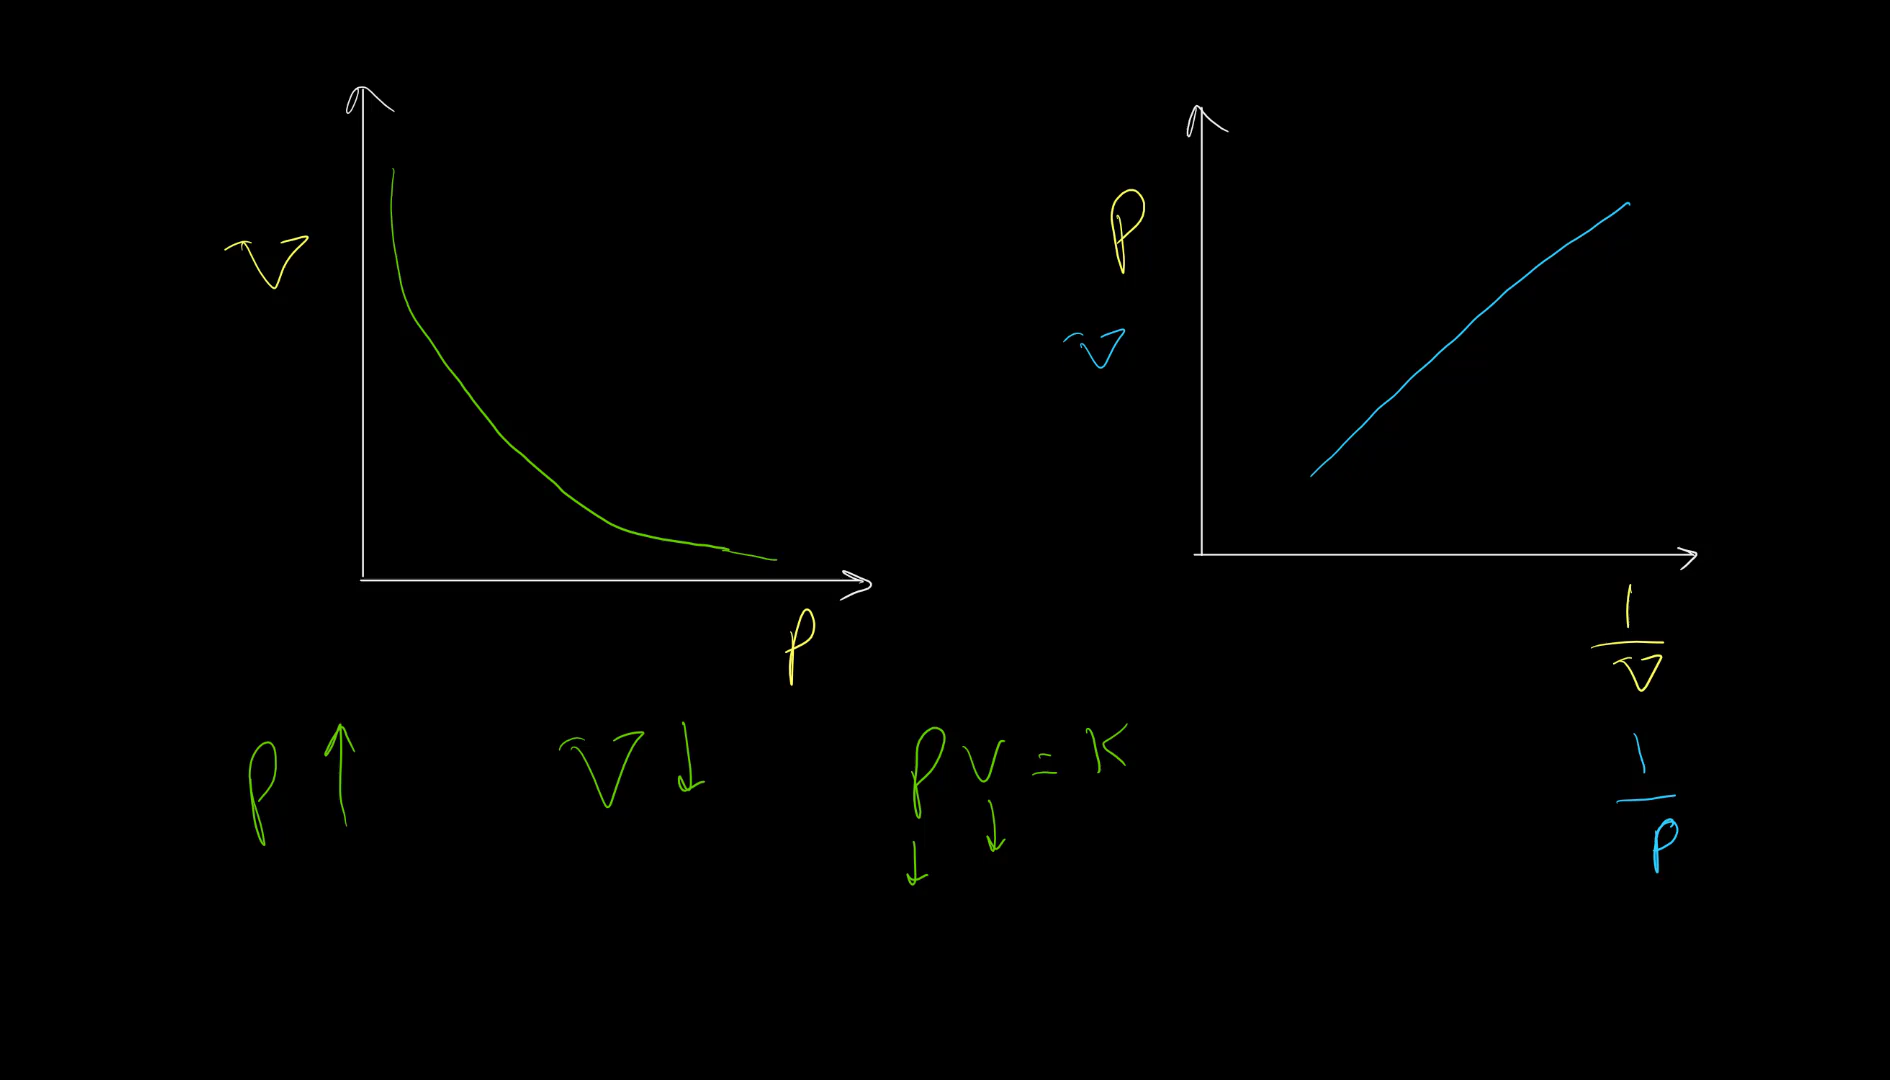 V
P
P
V
1/V
P ↑ V ↓ PV = K
↓ ↓
1/P